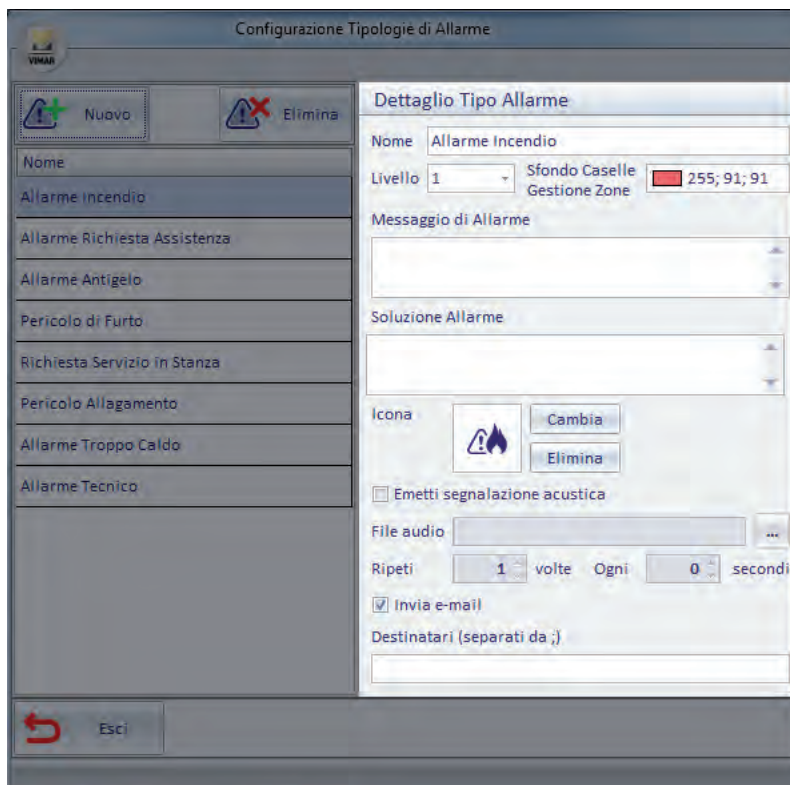 Configurazione Tipologie di Allarme
VIMAR
Nuovo
Elimina
Nome
Allarme Incendio
Allarme Richiesta Assistenza
Allarme Antigelo
Pericolo di Furto
Richiesta Servizio in Stanza
Pericolo Allagamento
Allarme Troppo Caldo
Allarme Tecnico
Dettaglio Tipo Allarme
Nome Allarme Incendio
Livello 1 Sfondo Caselle
Gestione Zone 255; 91; 91
Messaggio di Allarme
Soluzione Allarme
Icona
Cambia
Elimina
Emetti segnalazione acustica
File audio ...
Ripeti 1 volte Ogni 0 secondi
Invia e-mail
Destinatari (separati da ;)
Esci